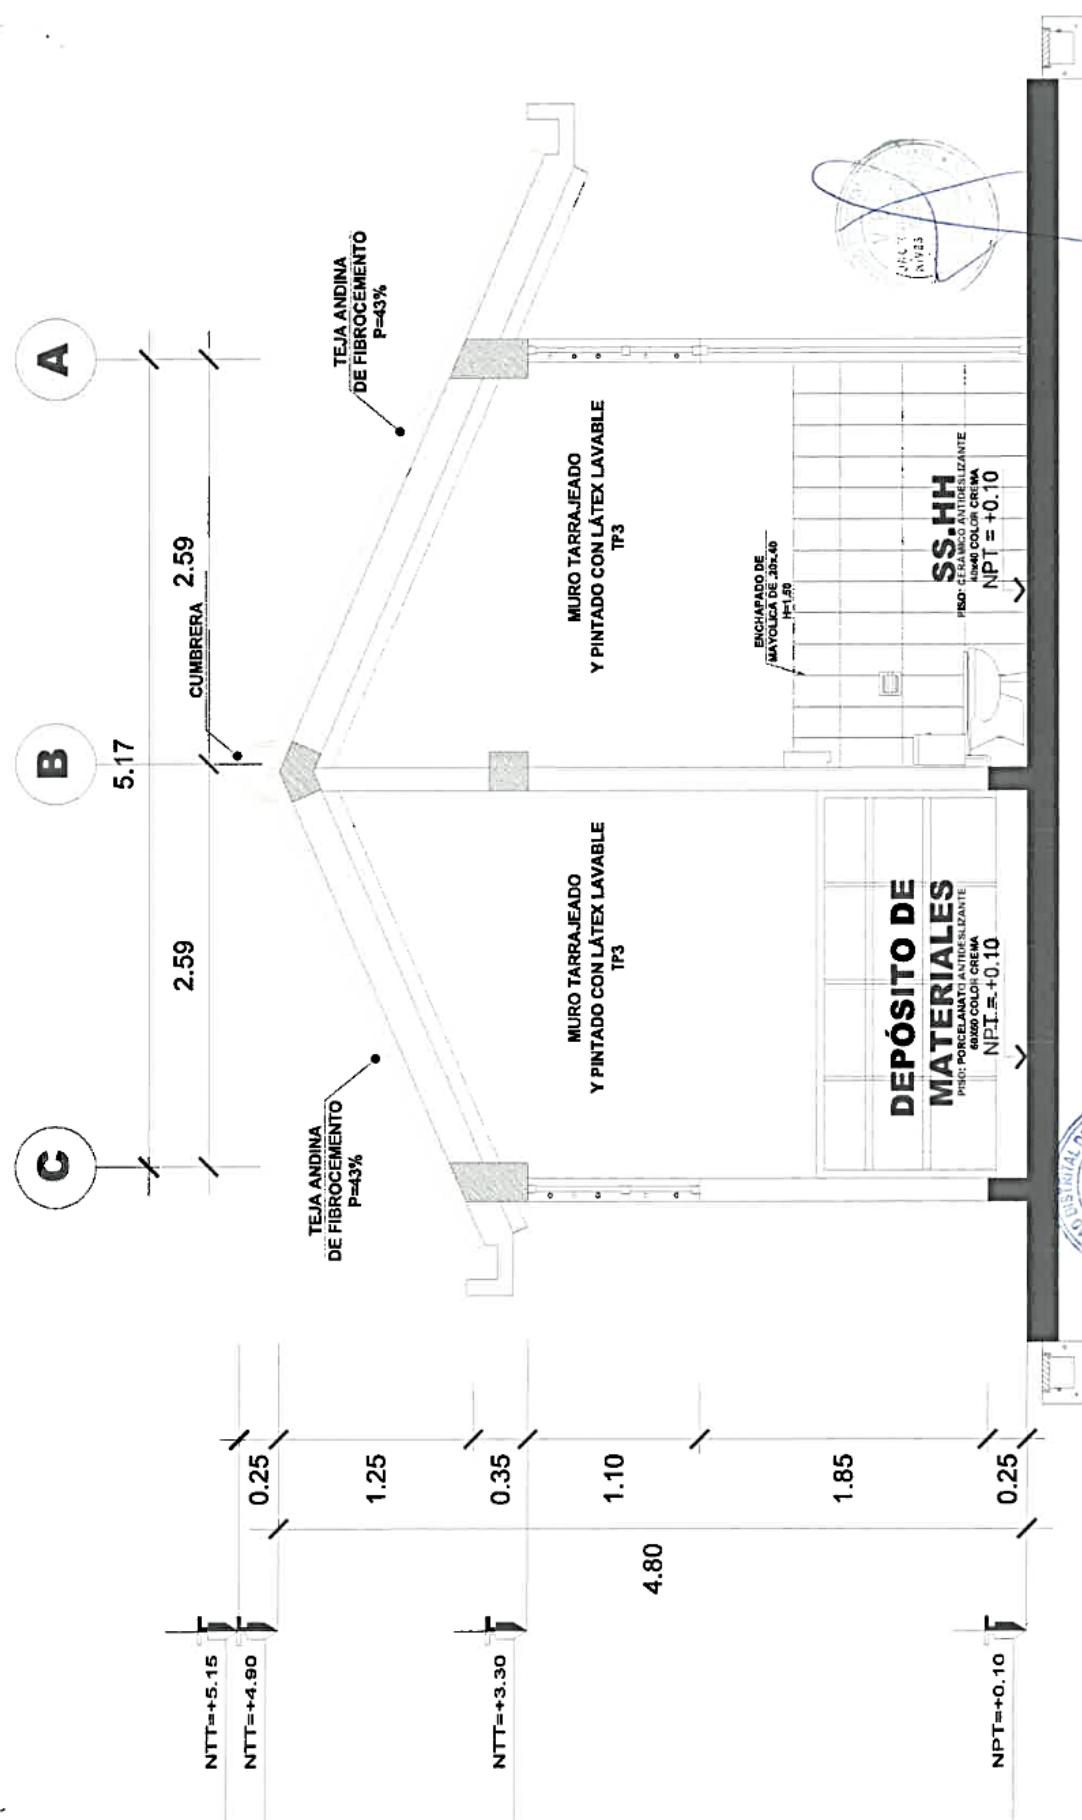 C
B
A
5.17
2.59
2.59
CUMBRERA
TEJA ANDINA
DE FIBROCEMENTO
P=43%
TEJA ANDINA
DE FIBROCEMENTO
P=43%
NTT=+5.15
NTT=+4.90
NTT=+3.30
NPT=+0.10
0.25
1.25
0.35
1.10
1.85
0.25
4.80
MURO TARRAJEADO
Y PINTADO CON LÁTEX LAVABLE
TP3
MURO TARRAJEADO
Y PINTADO CON LÁTEX LAVABLE
TP3
ENCHAPADO DE
MAYOLICA DE .20x.40
H=1.50
DEPÓSITO DE
MATERIALES
PISO: PORCELANATO ANTIDESLIZANTE
60X60 COLOR CREMA
NPT = +0.10
SS.HH
PISO: CERÁMICO ANTIDESLIZANTE
40x40 COLOR CREMA
NPT = +0.10
DISTRITAL